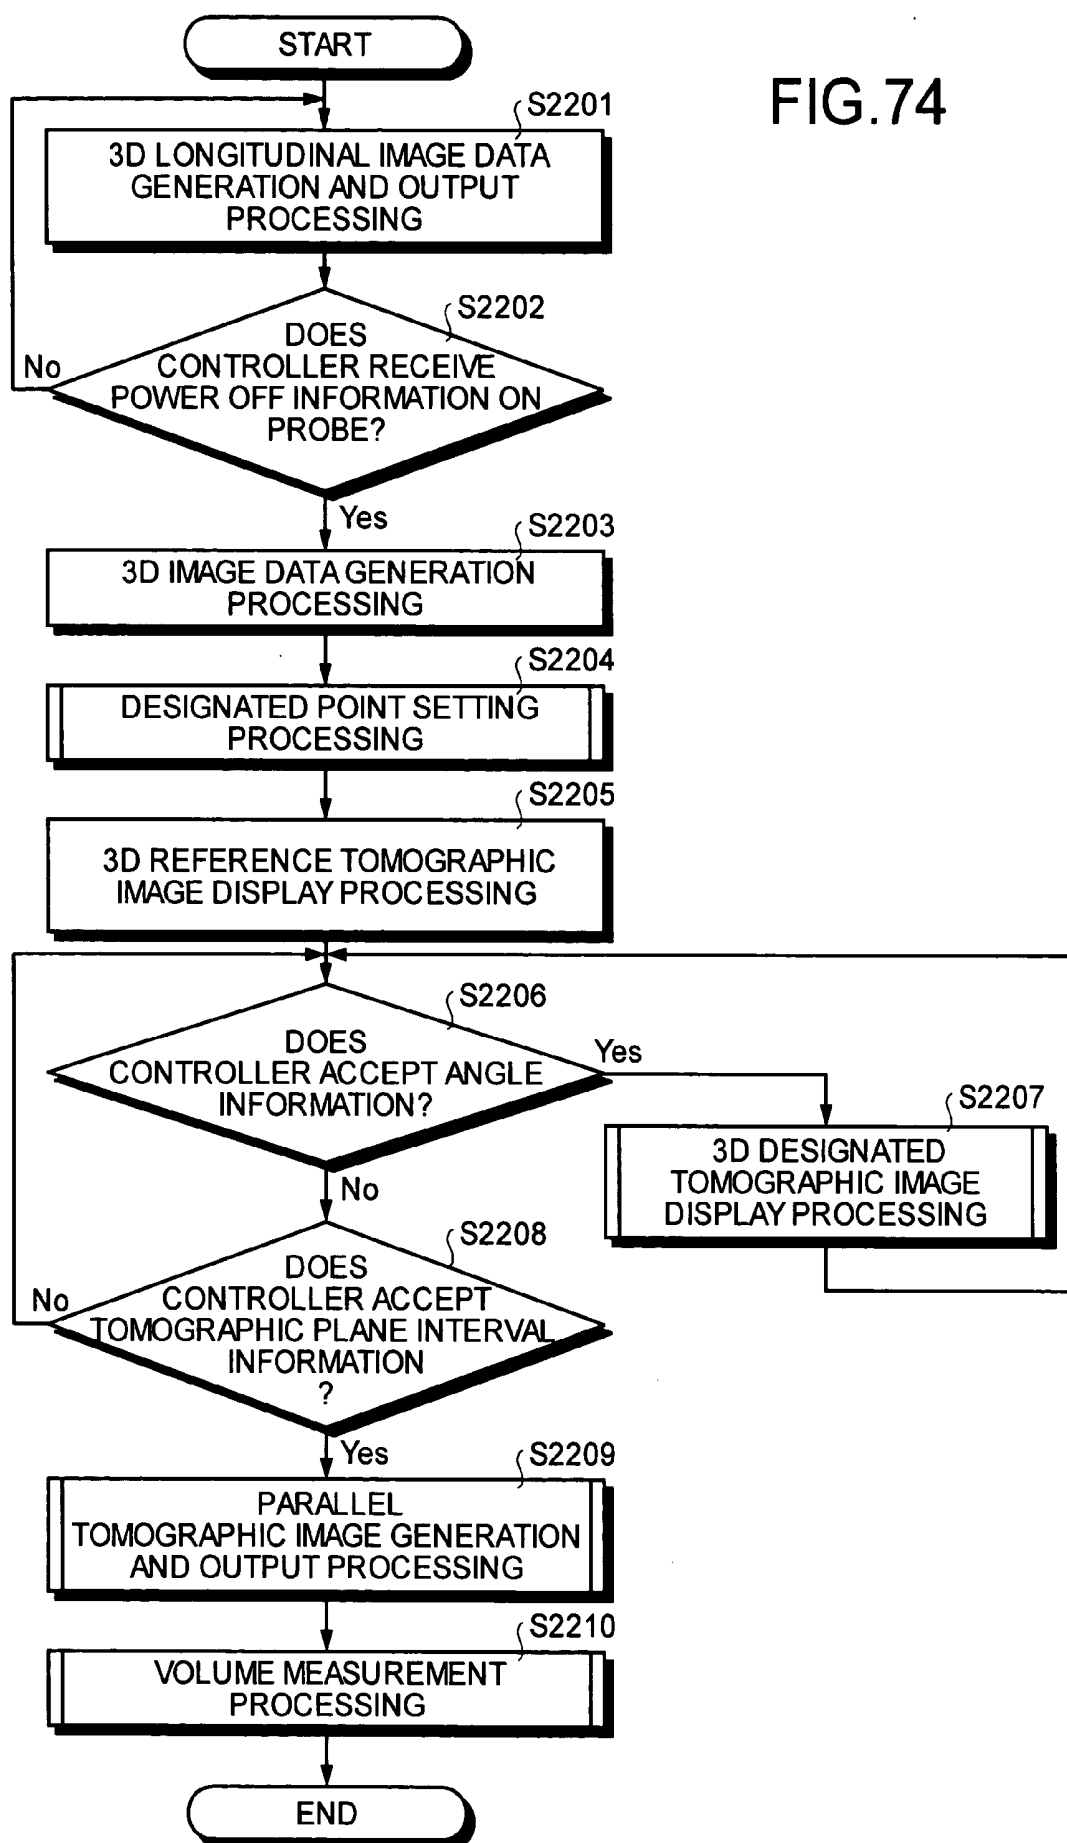 START
FIG.74
S2201
3D LONGITUDINAL IMAGE DATA
GENERATION AND OUTPUT
PROCESSING
S2202
DOES
CONTROLLER RECEIVE
POWER OFF INFORMATION ON
PROBE?
No
Yes
S2203
3D IMAGE DATA GENERATION
PROCESSING
S2204
DESIGNATED POINT SETTING
PROCESSING
S2205
3D REFERENCE TOMOGRAPHIC
IMAGE DISPLAY PROCESSING
S2206
DOES
CONTROLLER ACCEPT ANGLE
INFORMATION?
Yes
S2207
3D DESIGNATED
TOMOGRAPHIC IMAGE
DISPLAY PROCESSING
No
S2208
DOES
CONTROLLER ACCEPT
TOMOGRAPHIC PLANE INTERVAL
INFORMATION
?
No
Yes
S2209
PARALLEL
TOMOGRAPHIC IMAGE GENERATION
AND OUTPUT PROCESSING
S2210
VOLUME MEASUREMENT
PROCESSING
END